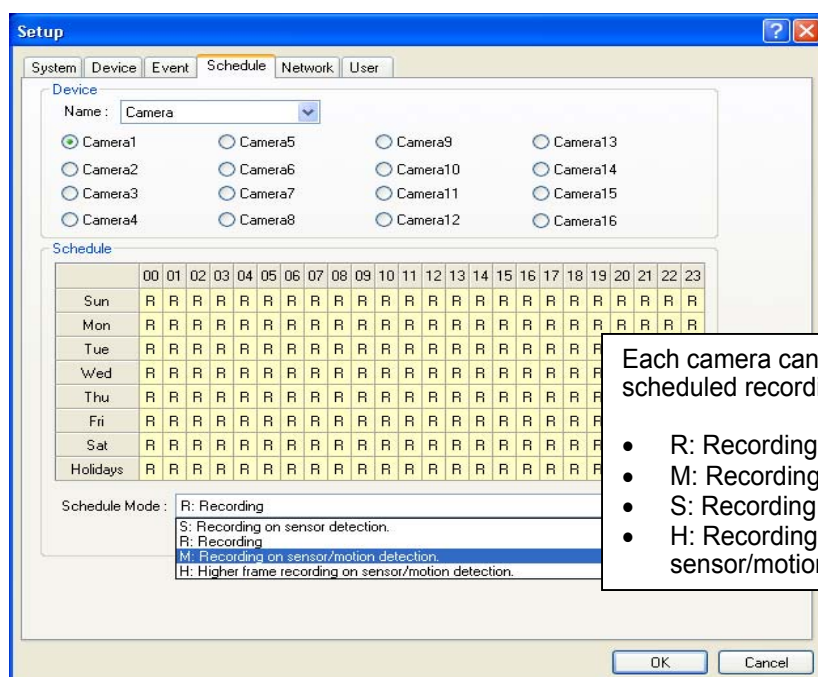 Setup
System Device Event Schedule Network User
Device
Name : Camera
Camera1 Camera5 Camera9 Camera13
Camera2 Camera6 Camera10 Camera14
Camera3 Camera7 Camera11 Camera15
Camera4 Camera8 Camera12 Camera16
Schedule
00 01 02 03 04 05 06 07 08 09 10 11 12 13 14 15 16 17 18 19 20 21 22 23
Sun R R R R R R R R R R R R R R R R R R R R R R R R
Mon R R R R R R R R R R R R R R R R R R R R R R R R
Tue R R R R R R R R R R R R R R R R R R R R
Wed R R R R R R R R R R R R R R R R R R R R
Thu R R R R R R R R R R R R R R R R R R R R
Fri R R R R R R R R R R R R R R R R R R R R
Sat R R R R R R R R R R R R R R R R R R R R
Holidays R R R R R R R R R R R R R R R R R R R R
Each camera can
scheduled record
• R: Recording
• M: Recording
• S: Recording
• H: Recording
sensor/motion
Schedule Mode : R: Recording
S: Recording on sensor detection.
R: Recording
M: Recording on sensor/motion detection.
H: Higher frame recording on sensor/motion detection.
OK Cancel